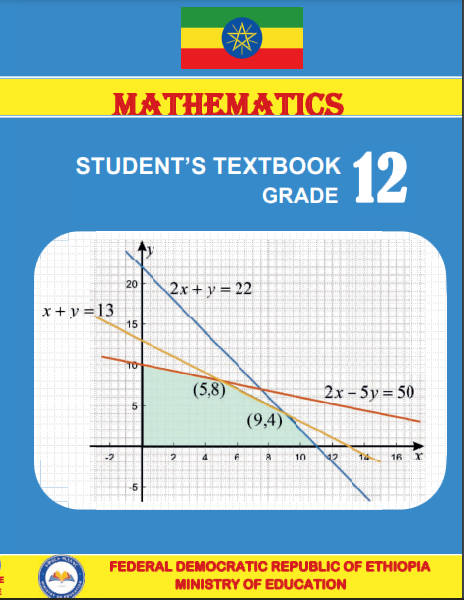 MATHEMATICS
STUDENT'S TEXTBOOK
GRADE 12
y
20
2x + y = 22
x + y = 13
15
10
(5,8)
2x – 5y = 50
5
(9,4)
-2 2 4 6 8 10 12 14 16 x
-5
FEDERAL DEMOCRATIC REPUBLIC OF ETHIOPIA
MINISTRY OF EDUCATION